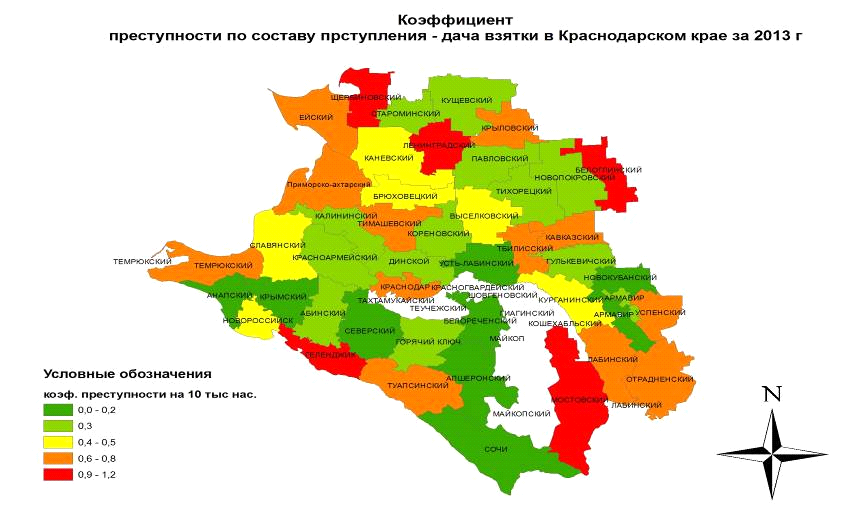 Коэффициент
преступности по составу прступления - дача взятки в Краснодарском крае за 2013 г
ЩЕРБИНОВСКИЙ
КУЩЕВСКИЙ
ЕЙСКИЙ
СТАРОМИНСКИЙ
КРЫЛОВСКИЙ
ЛЕНИНГРАДСКИЙ
КАНЕВСКИЙ
ПАВЛОВСКИЙ
БЕЛОГЛИНСКИЙ
НОВОПОКРОВСКИЙ
Приморско-ахтарский
ТИХОРЕЦКИЙ
БРЮХОВЕЦКИЙ
КАЛИНИНСКИЙ
ВЫСЕЛКОВСКИЙ
ТИМАШЕВСКИЙ
КОРЕНОВСКИЙ
КАВКАЗСКИЙ
СЛАВЯНСКИЙ
ТБИЛИССКИЙ
КРАСНОАРМЕЙСКИЙ
ДИНСКОЙ
УСТЬ-ЛАБИНСКИЙ
ГУЛЬКЕВИЧСКИЙ
ТЕМРЮКСКИЙ
ТЕМРЮКСКИЙ
НОВОКУБАНСКИЙ
КРАСНОДАР
КРАСНОГВАРДЕЙСКИЙ
АНАПСКИЙ
КРЫМСКИЙ
ТАХТАМУКАЙСКИЙ
ШОВГЕНОВСКИЙ
КУРГАНИНСКИЙ
АРМАВИР
ТЕУЧЕЖСКИЙ
АБИНСКИЙ
ГИАГИНСКИЙ
АРМАВИР
УСПЕНСКИЙ
НОВОРОССИЙСК
БЕЛОРЕЧЕНСКИЙ
КОШЕХАБЛЬСКИЙ
СЕВЕРСКИЙ
МАЙКОП
ГОРЯЧИЙ КЛЮЧ
ГЕЛЕНДЖИК
ЛАБИНСКИЙ
ТУАПСИНСКИЙ
АПШЕРОНСКИЙ
ОТРАДНЕНСКИЙ
МОСТОВСКИЙ
ЛАБИНСКИЙ
МАЙКОПСКИЙ
СОЧИ
Условные обозначения
коэф. преступности на 10 тыс нас.
0,0 - 0,2
0,3
0,4 - 0,5
0,6 - 0,8
0,9 - 1,2
N